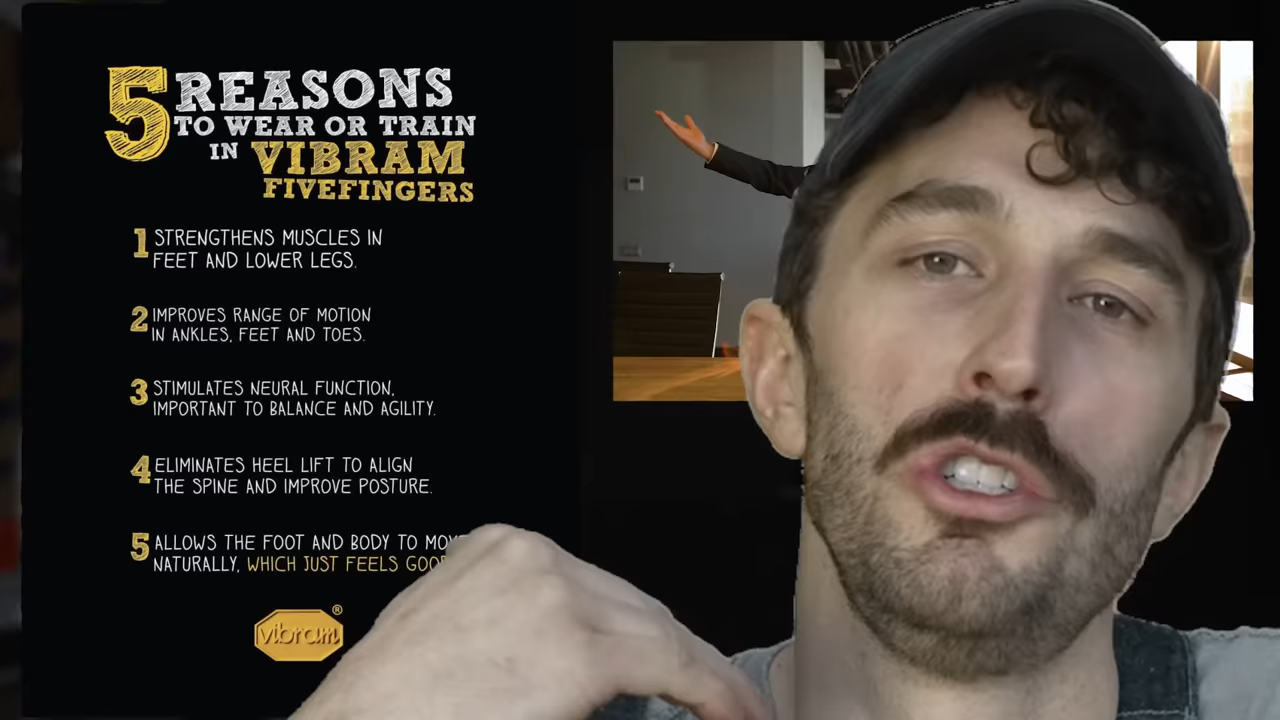 5 REASONS
TO WEAR OR TRAIN
IN VIBRAM
FIVEFINGERS
1 STRENGTHENS MUSCLES IN
FEET AND LOWER LEGS.
2 IMPROVES RANGE OF MOTION
IN ANKLES, FEET AND TOES.
3 STIMULATES NEURAL FUNCTION,
IMPORTANT TO BALANCE AND AGILITY.
4 ELIMINATES HEEL LIFT TO ALIGN
THE SPINE AND IMPROVE POSTURE.
5 ALLOWS THE FOOT AND BODY TO MOVE
NATURALLY, WHICH JUST FEELS GOOD
vibram®